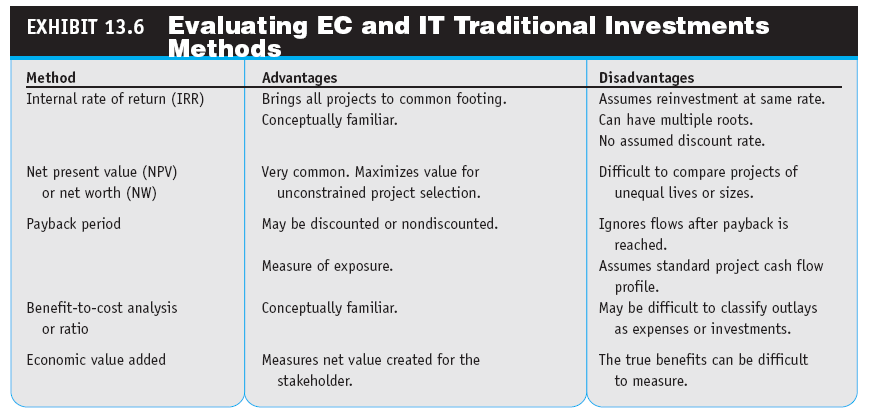 EXHIBIT 13.6 Evaluating EC and IT Traditional Investments
Methods
Method Advantages Disadvantages
Internal rate of return (IRR) Brings all projects to common footing. Assumes reinvestment at same rate.
Conceptually familiar. Can have multiple roots.
No assumed discount rate.
Net present value (NPV) Very common. Maximizes value for Difficult to compare projects of
or net worth (NW) unconstrained project selection. unequal lives or sizes.
Payback period May be discounted or nondiscounted. Ignores flows after payback is
reached.
Measure of exposure. Assumes standard project cash flow
profile.
Benefit-to-cost analysis Conceptually familiar. May be difficult to classify outlays
or ratio as expenses or investments.
Economic value added Measures net value created for the The true benefits can be difficult
stakeholder. to measure.